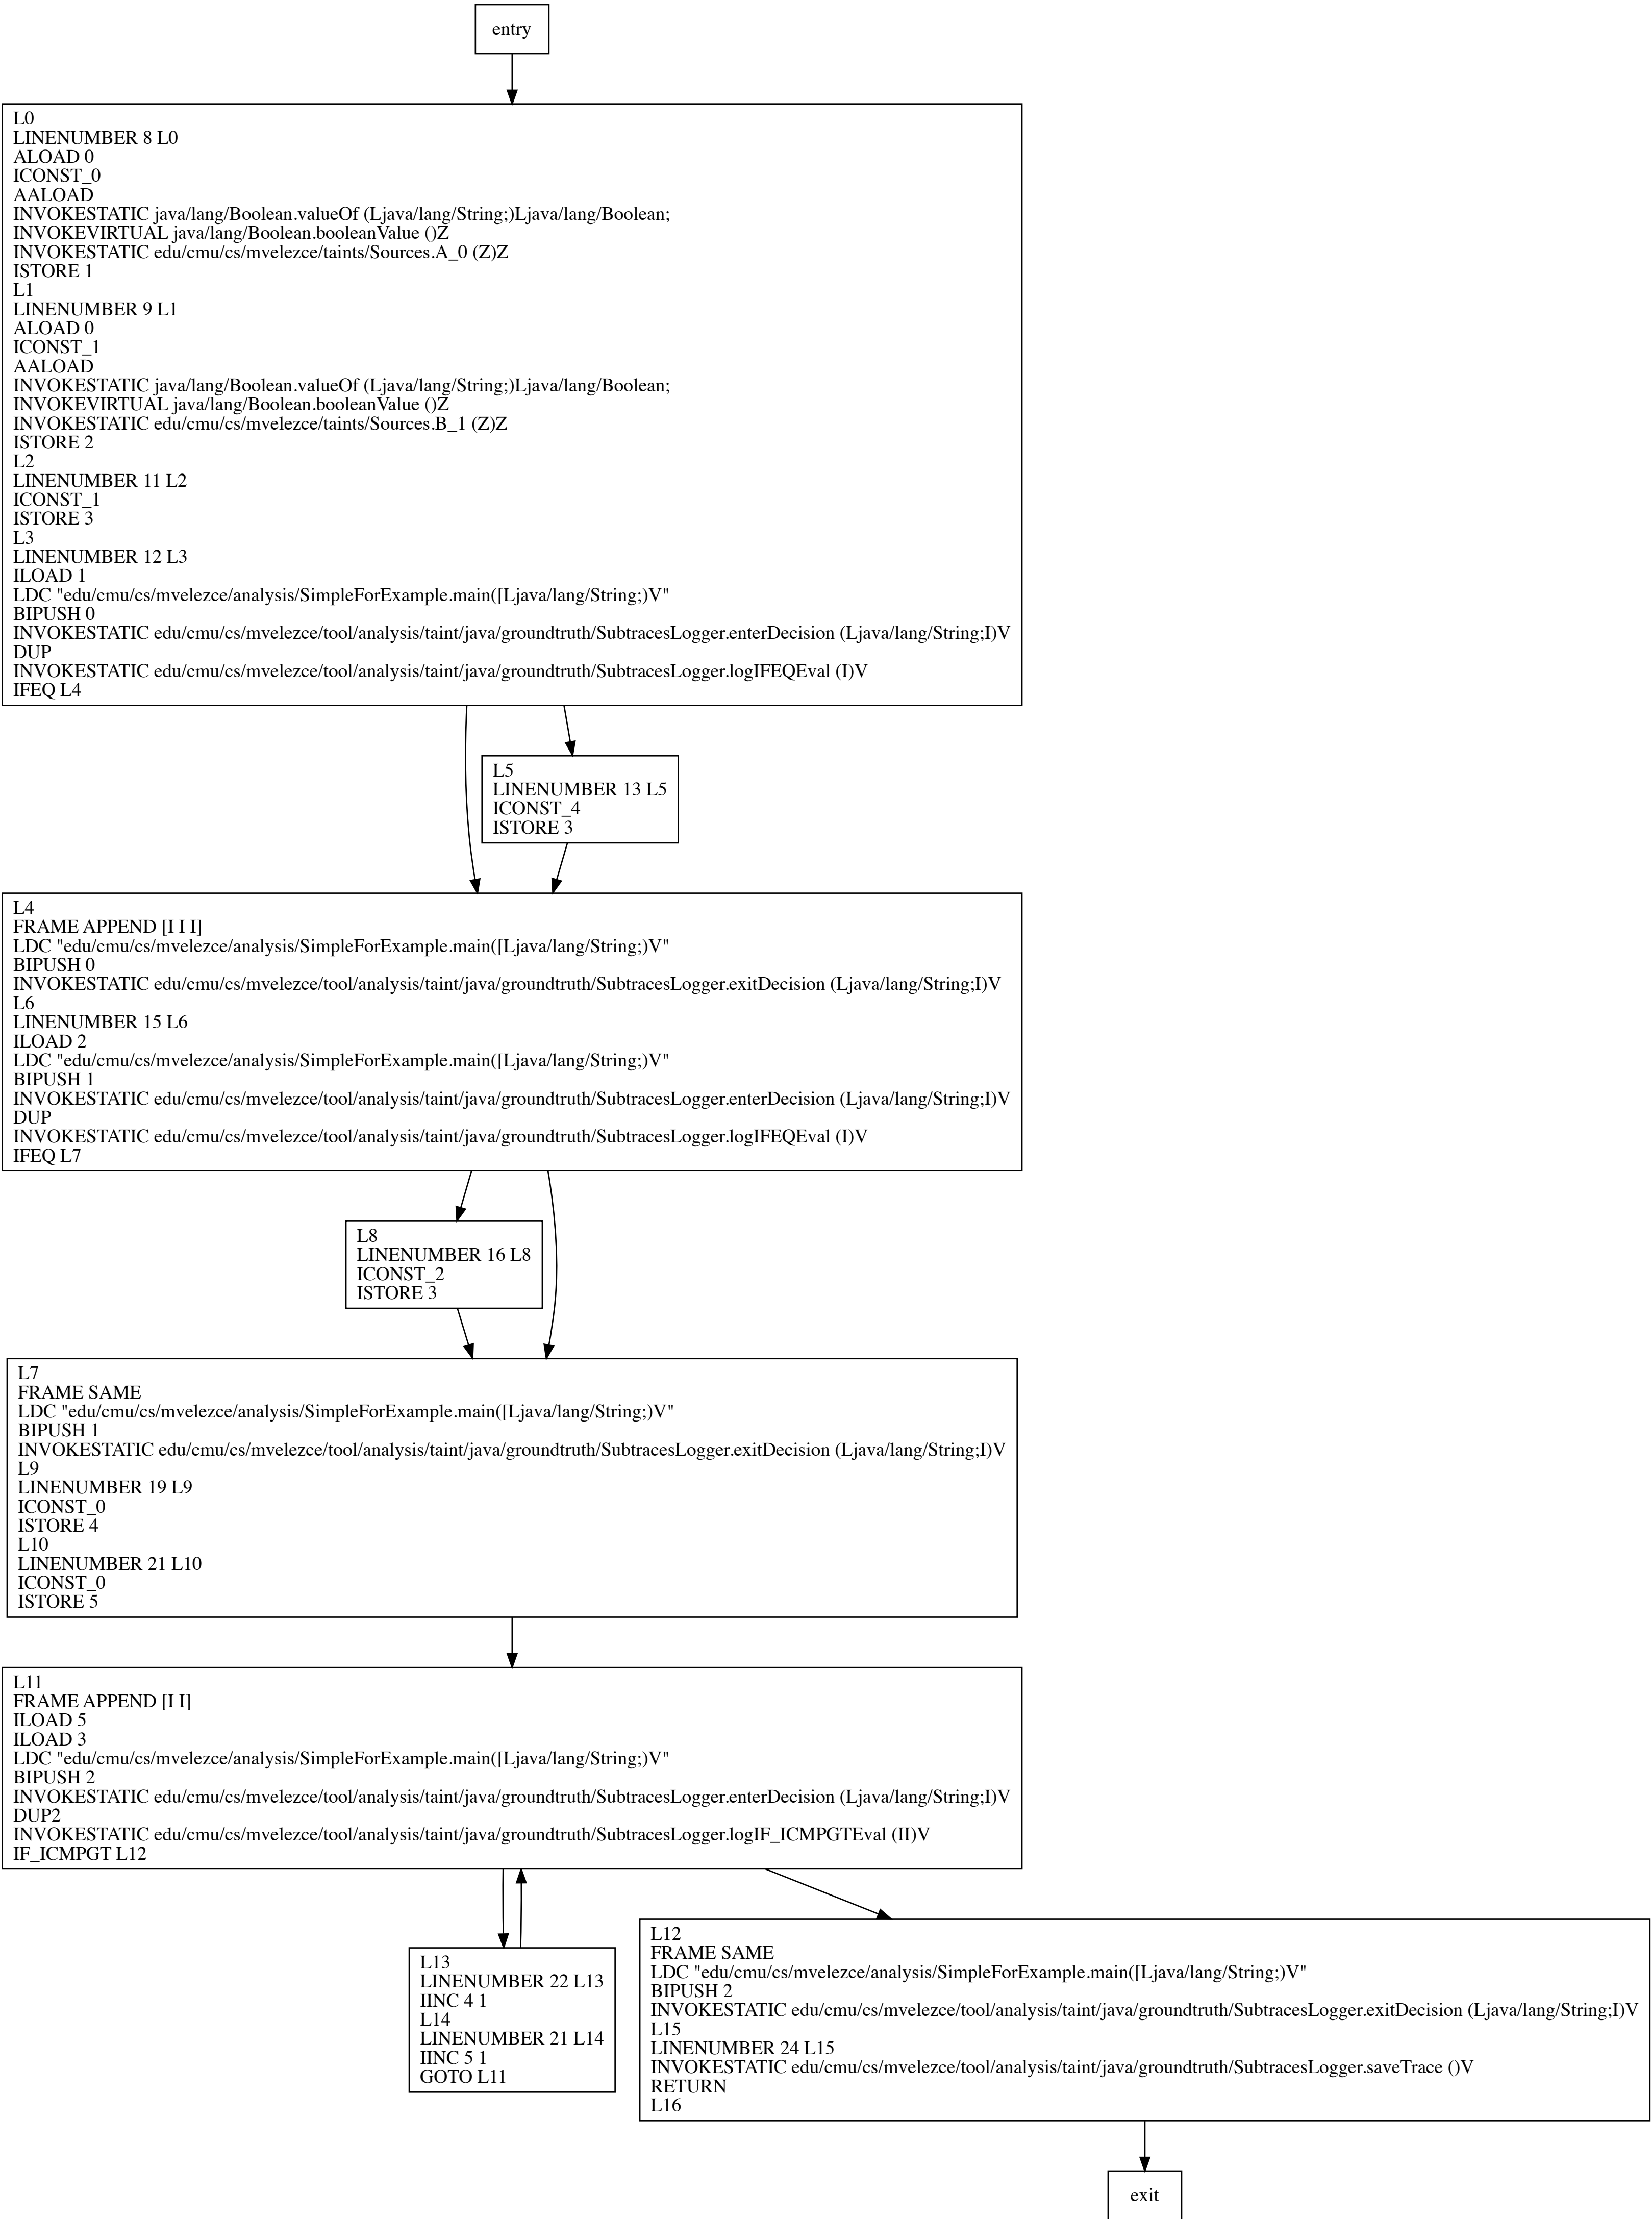 entry
L0
LINENUMBER 8 L0
ALOAD 0
ICONST_0
AALOAD
INVOKESTATIC java/lang/Boolean.valueOf (Ljava/lang/String;)Ljava/lang/Boolean;
INVOKEVIRTUAL java/lang/Boolean.booleanValue ()Z
INVOKESTATIC edu/cmu/cs/mvelezce/taints/Sources.A_0 (Z)Z
ISTORE 1
L1
LINENUMBER 9 L1
ALOAD 0
ICONST_1
AALOAD
INVOKESTATIC java/lang/Boolean.valueOf (Ljava/lang/String;)Ljava/lang/Boolean;
INVOKEVIRTUAL java/lang/Boolean.booleanValue ()Z
INVOKESTATIC edu/cmu/cs/mvelezce/taints/Sources.B_1 (Z)Z
ISTORE 2
L2
LINENUMBER 11 L2
ICONST_1
ISTORE 3
L3
LINENUMBER 12 L3
ILOAD 1
LDC "edu/cmu/cs/mvelezce/analysis/SimpleForExample.main([Ljava/lang/String;)V"
BIPUSH 0
INVOKESTATIC edu/cmu/cs/mvelezce/tool/analysis/taint/java/groundtruth/SubtracesLogger.enterDecision (Ljava/lang/String;I)V
DUP
INVOKESTATIC edu/cmu/cs/mvelezce/tool/analysis/taint/java/groundtruth/SubtracesLogger.logIFEQEval (I)V
IFEQ L4
L5
LINENUMBER 13 L5
ICONST_4
ISTORE 3
L4
FRAME APPEND [I I I]
LDC "edu/cmu/cs/mvelezce/analysis/SimpleForExample.main([Ljava/lang/String;)V"
BIPUSH 0
INVOKESTATIC edu/cmu/cs/mvelezce/tool/analysis/taint/java/groundtruth/SubtracesLogger.exitDecision (Ljava/lang/String;I)V
L6
LINENUMBER 15 L6
ILOAD 2
LDC "edu/cmu/cs/mvelezce/analysis/SimpleForExample.main([Ljava/lang/String;)V"
BIPUSH 1
INVOKESTATIC edu/cmu/cs/mvelezce/tool/analysis/taint/java/groundtruth/SubtracesLogger.enterDecision (Ljava/lang/String;I)V
DUP
INVOKESTATIC edu/cmu/cs/mvelezce/tool/analysis/taint/java/groundtruth/SubtracesLogger.logIFEQEval (I)V
IFEQ L7
L8
LINENUMBER 16 L8
ICONST_2
ISTORE 3
L7
FRAME SAME
LDC "edu/cmu/cs/mvelezce/analysis/SimpleForExample.main([Ljava/lang/String;)V"
BIPUSH 1
INVOKESTATIC edu/cmu/cs/mvelezce/tool/analysis/taint/java/groundtruth/SubtracesLogger.exitDecision (Ljava/lang/String;I)V
L9
LINENUMBER 19 L9
ICONST_0
ISTORE 4
L10
LINENUMBER 21 L10
ICONST_0
ISTORE 5
L11
FRAME APPEND [I I]
ILOAD 5
ILOAD 3
LDC "edu/cmu/cs/mvelezce/analysis/SimpleForExample.main([Ljava/lang/String;)V"
BIPUSH 2
INVOKESTATIC edu/cmu/cs/mvelezce/tool/analysis/taint/java/groundtruth/SubtracesLogger.enterDecision (Ljava/lang/String;I)V
DUP2
INVOKESTATIC edu/cmu/cs/mvelezce/tool/analysis/taint/java/groundtruth/SubtracesLogger.logIF_ICMPGTEval (II)V
IF_ICMPGT L12
L13
LINENUMBER 22 L13
IINC 4 1
L14
LINENUMBER 21 L14
IINC 5 1
GOTO L11
L12
FRAME SAME
LDC "edu/cmu/cs/mvelezce/analysis/SimpleForExample.main([Ljava/lang/String;)V"
BIPUSH 2
INVOKESTATIC edu/cmu/cs/mvelezce/tool/analysis/taint/java/groundtruth/SubtracesLogger.exitDecision (Ljava/lang/String;I)V
L15
LINENUMBER 24 L15
INVOKESTATIC edu/cmu/cs/mvelezce/tool/analysis/taint/java/groundtruth/SubtracesLogger.saveTrace ()V
RETURN
L16
exit